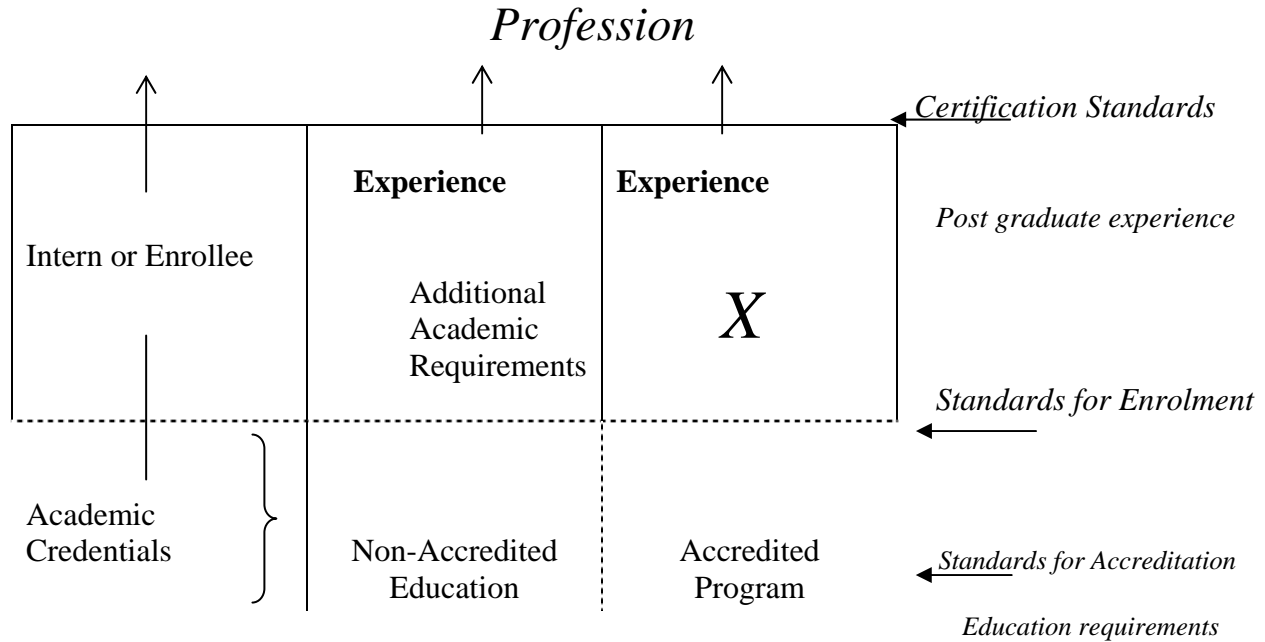 Profession
Certification Standards
Experience
Experience
Post graduate experience
Intern or Enrollee
Additional
Academic
Requirements
X
Standards for Enrolment
Academic
Credentials
Non-Accredited
Education
Accredited
Program
Standards for Accreditation
Education requirements